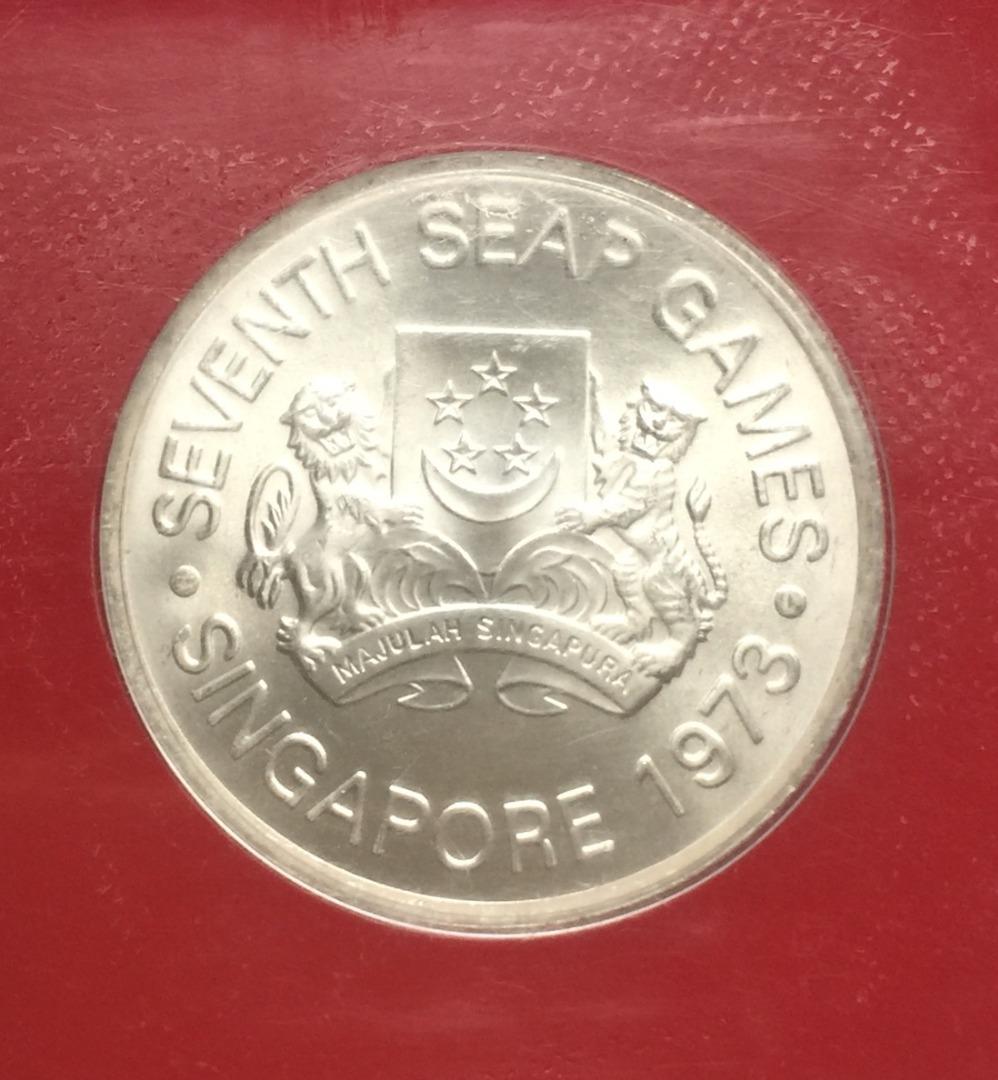 SEVENTH SEAP GAMES
MAJULAH SINGAPURA
SINGAPORE 1973